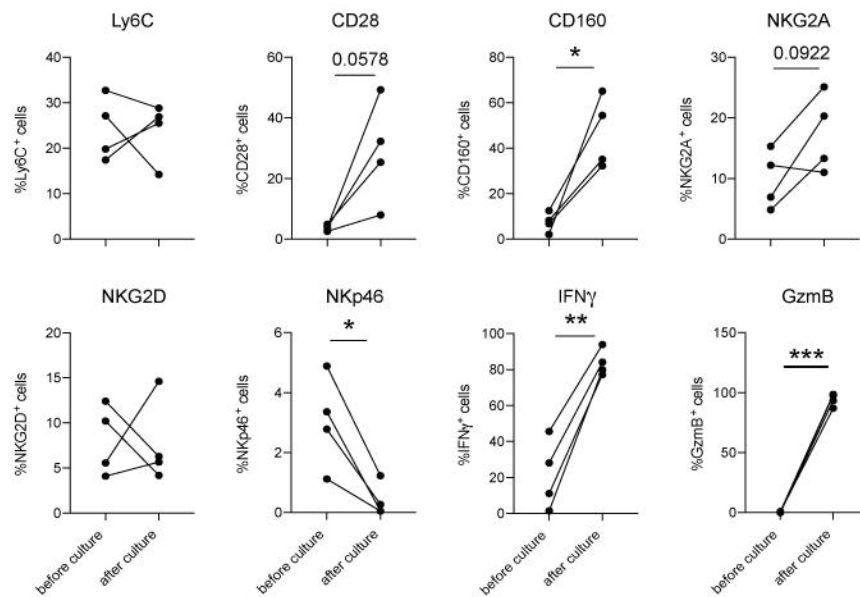 Ly6C
CD28
CD160
NKG2A
%Ly6C+ cells
40
30
20
10
0
%CD28+ cells
60
40
20
0
0.0578
%CD160+ cells
80
60
40
20
0
*
%NKG2A+ cells
30
20
10
0
0.0922
NKG2D
NKp46
IFNγ
GzmB
%NKG2D+ cells
20
15
10
5
0
before culture
after culture
%NKp46+ cells
6
4
2
0
*
before culture
after culture
%IFNγ+ cells
100
80
60
40
20
0
**
before culture
after culture
%GzmB+ cells
150
100
50
0
***
before culture
after culture